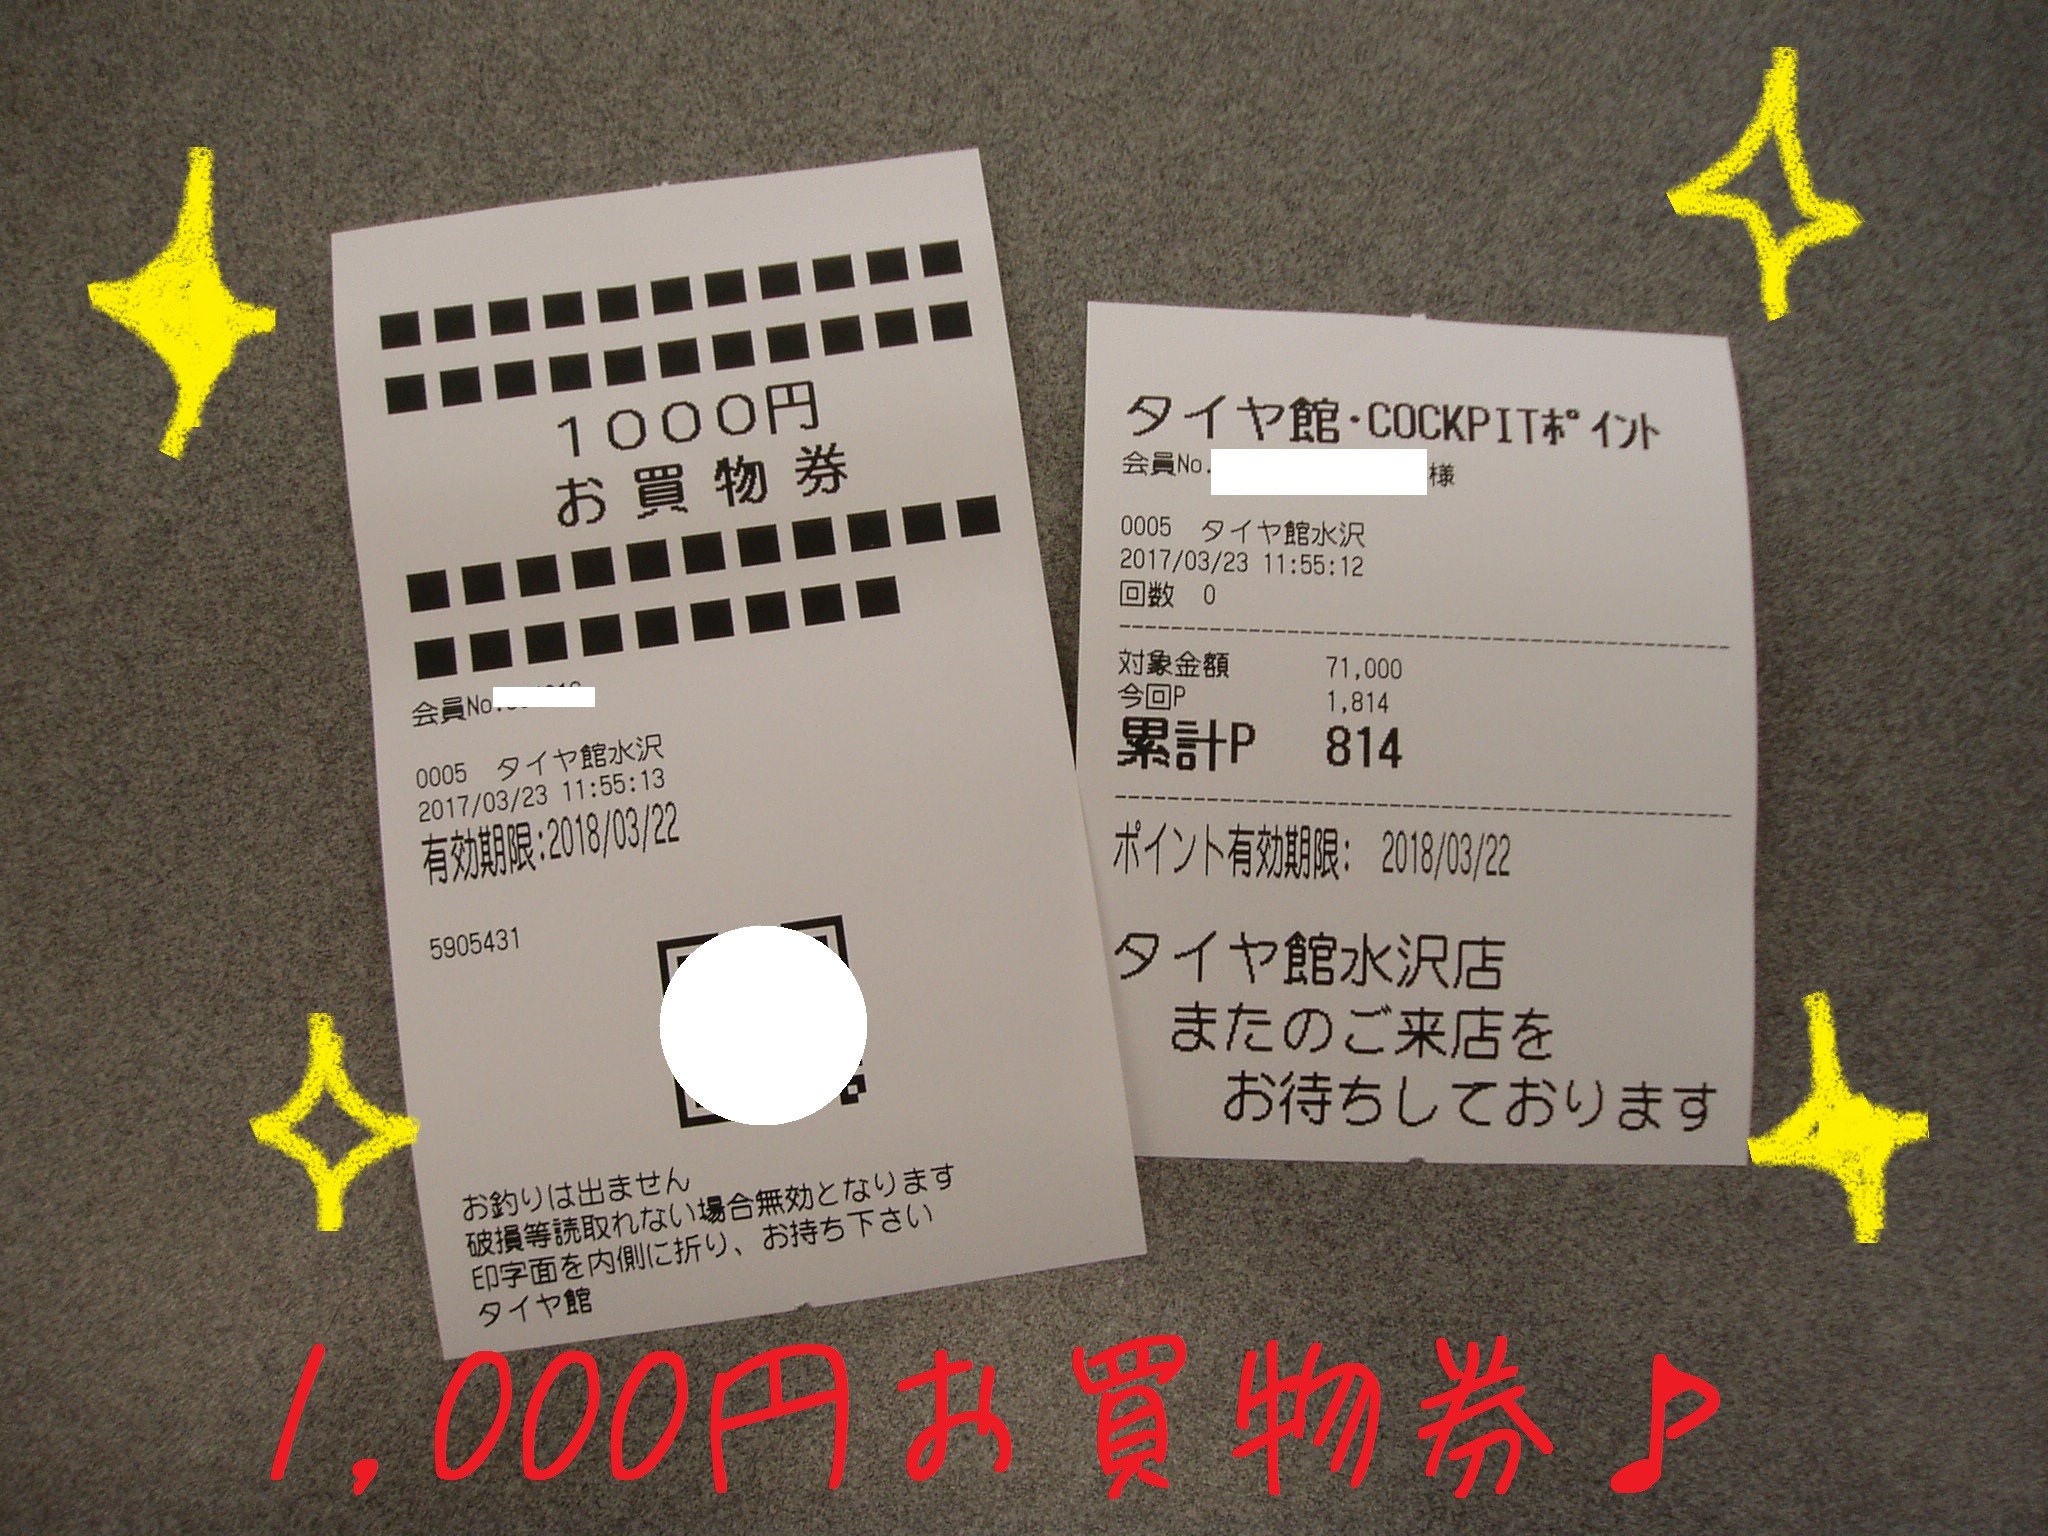 ■■■■■■■■■■■
■■■■■■■■■■■
1000円
お買物券
■■■■■■■■■■■
■■■■■■■■■
会員No.
0005 タイヤ館水沢
2017/03/23 11:55:13
有効期限:2018/03/22
5905431
お釣りは出ません
破損等読取れない場合無効となります
印字面を内側に折り、お持ち下さい
タイヤ館
タイヤ館・COCKPITポイント
会員No. 様
0005 タイヤ館水沢
2017/03/23 11:55:12
回数 0
対象金額 71,000
今回P 1,814
累計P 814
ポイント有効期限: 2018/03/22
タイヤ館水沢店
またのご来店を
お待ちしております
1,000円お買物券♪